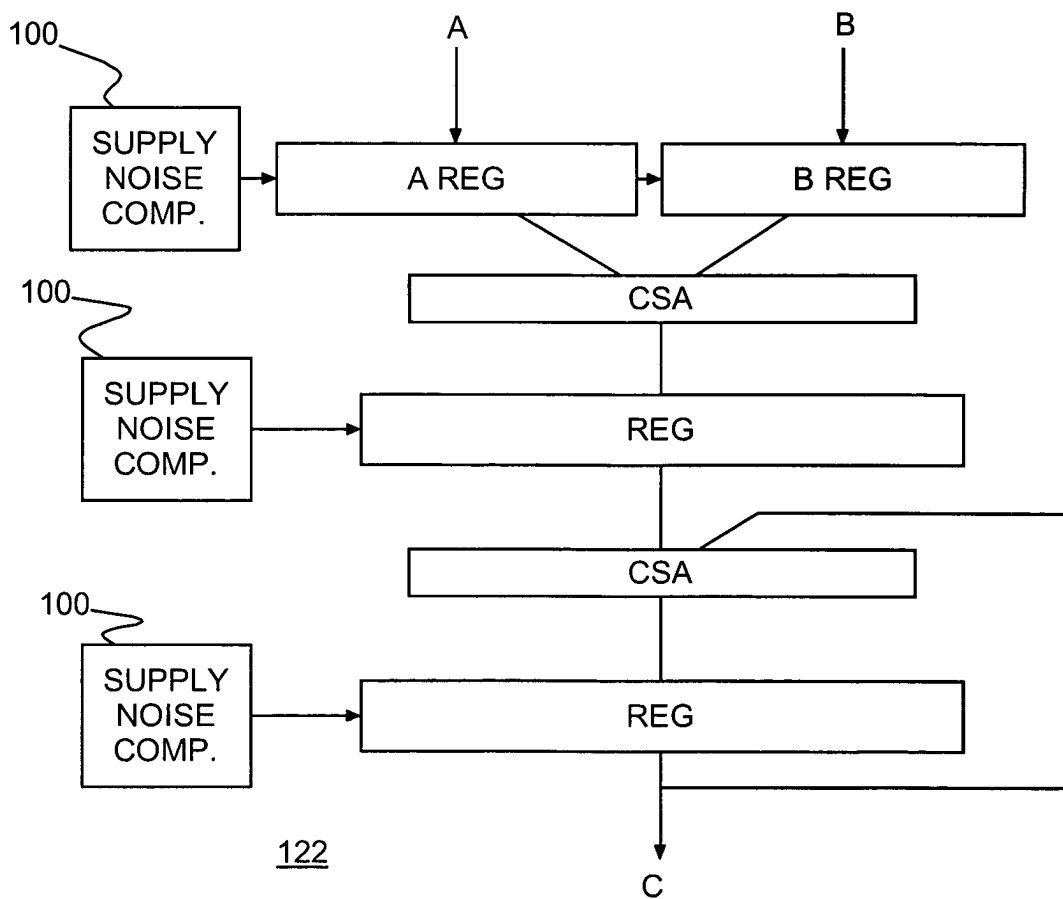 100
A
B
SUPPLY
NOISE
COMP.
A REG
B REG
CSA
100
SUPPLY
NOISE
COMP.
REG
CSA
100
SUPPLY
NOISE
COMP.
REG
122
C